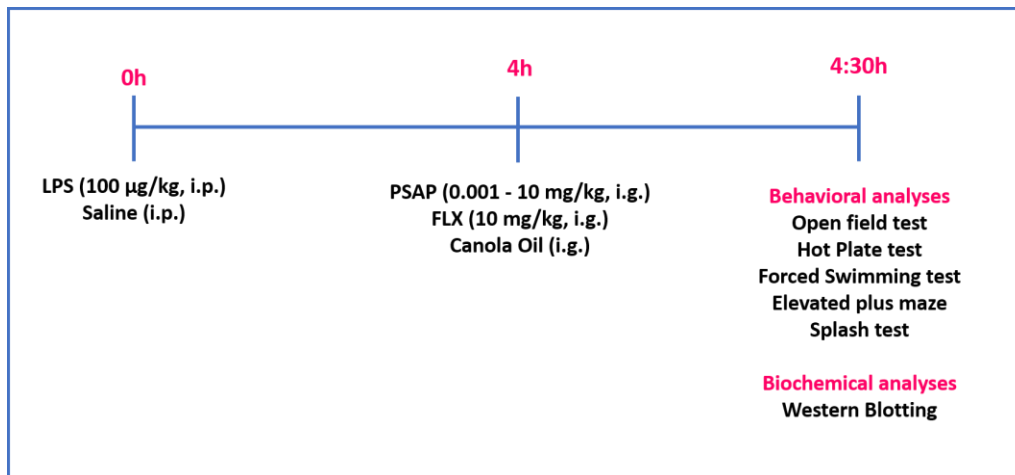 0h
LPS (100 µg/kg, i.p.)
Saline (i.p.)
4h
PSAP (0.001 - 10 mg/kg, i.g.)
FLX (10 mg/kg, i.g.)
Canola Oil (i.g.)
4:30h
Behavioral analyses
Open field test
Hot Plate test
Forced Swimming test
Elevated plus maze
Splash test
Biochemical analyses
Western Blotting